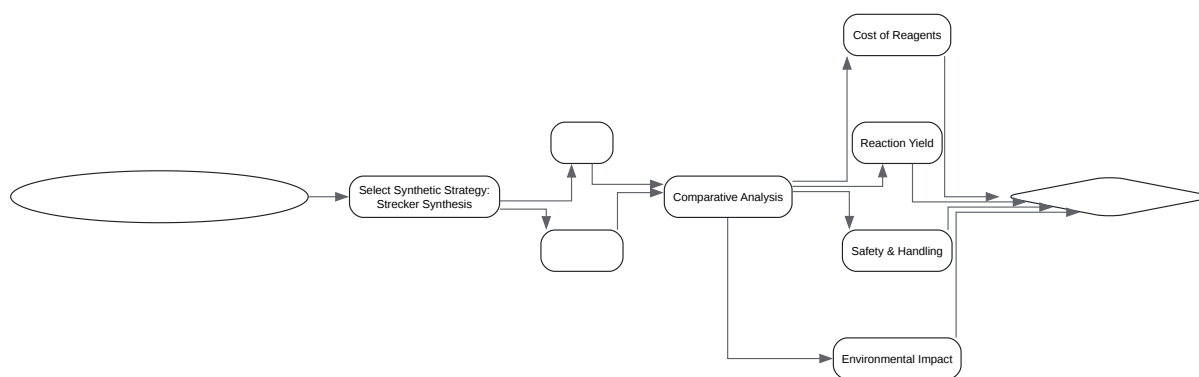 Cost of Reagents
Reaction Yield
Select Synthetic Strategy:
Strecker Synthesis
Comparative Analysis
Safety & Handling
Environmental Impact